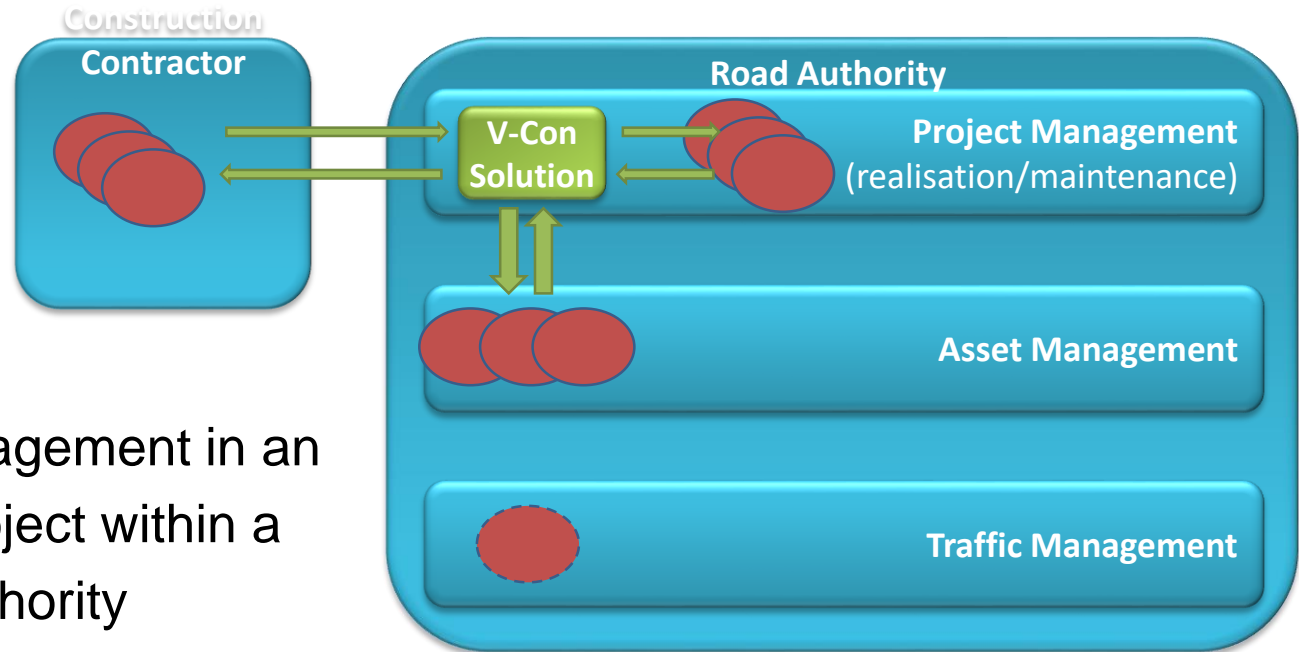 Construction
Contractor
Road Authority
V-Con
Solution
Project Management
(realisation/maintenance)
Asset Management
agement in an
ject within a
Traffic Management
hority